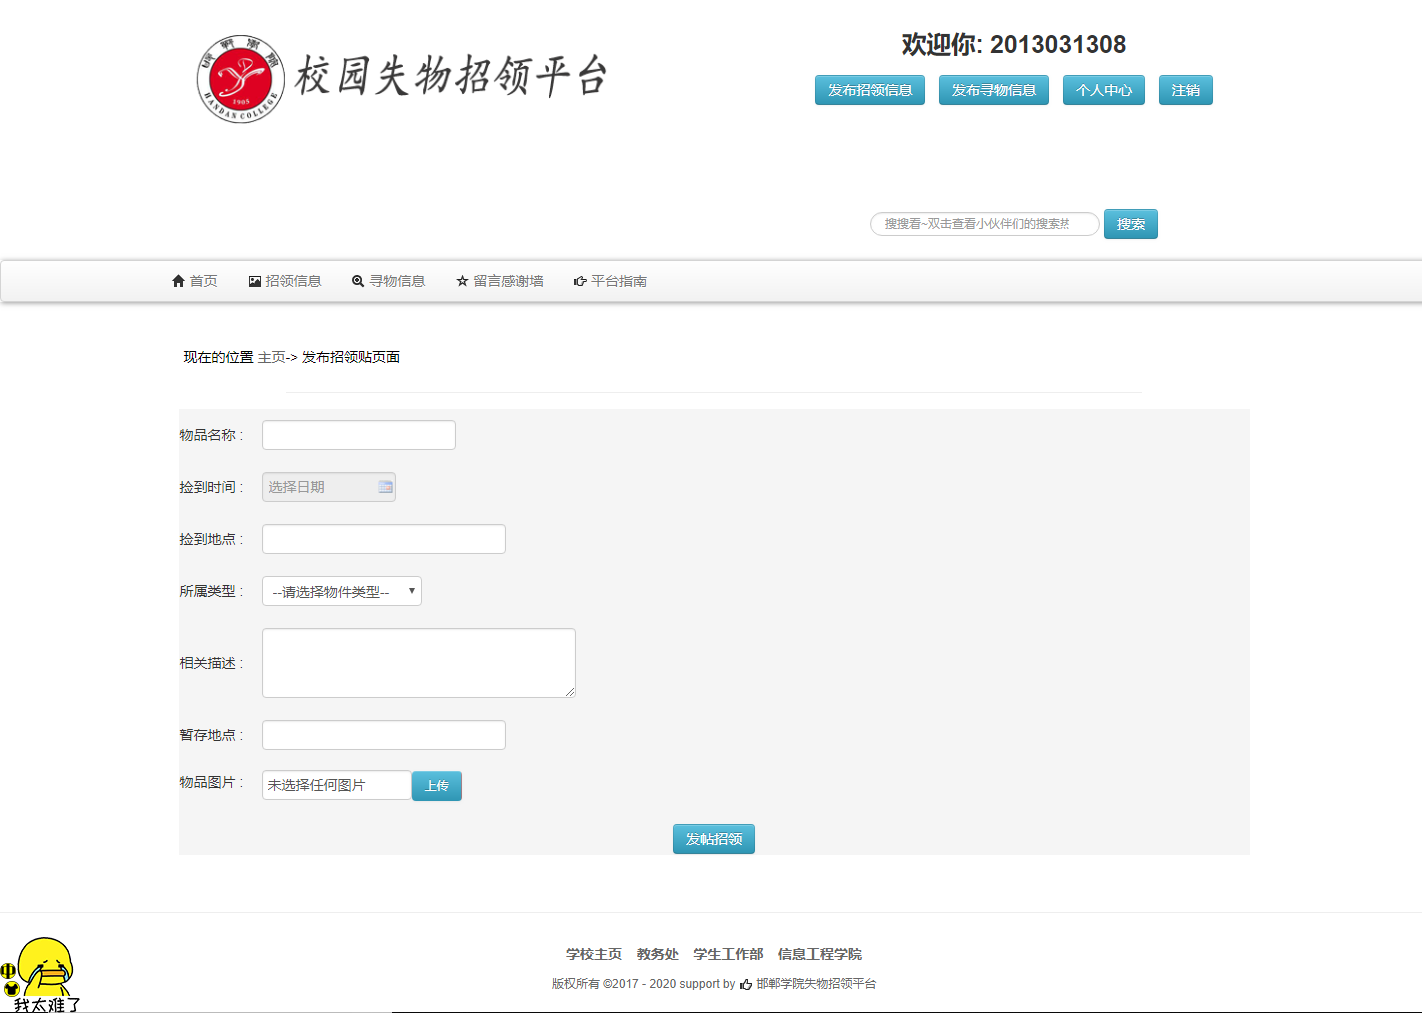 邯郸学院
HANDAN COLLEGE
1905
校园失物招领平台
欢迎你: 2013031308
发布招领信息 发布寻物信息 个人中心 注销
搜搜看~双击查看小伙伴们的搜索热
搜索
首页 招领信息 寻物信息 留言感谢墙 平台指南
现在的位置 主页-> 发布招领贴页面
物品名称 :
捡到时间 : 选择日期
捡到地点 :
所属类型 : --请选择物件类型--
相关描述 :
暂存地点 :
物品图片 : 未选择任何图片 上传
发帖招领
学校主页 教务处 学生工作部 信息工程学院
版权所有 ©2017 - 2020 support by 邯郸学院失物招领平台
中
我太难了